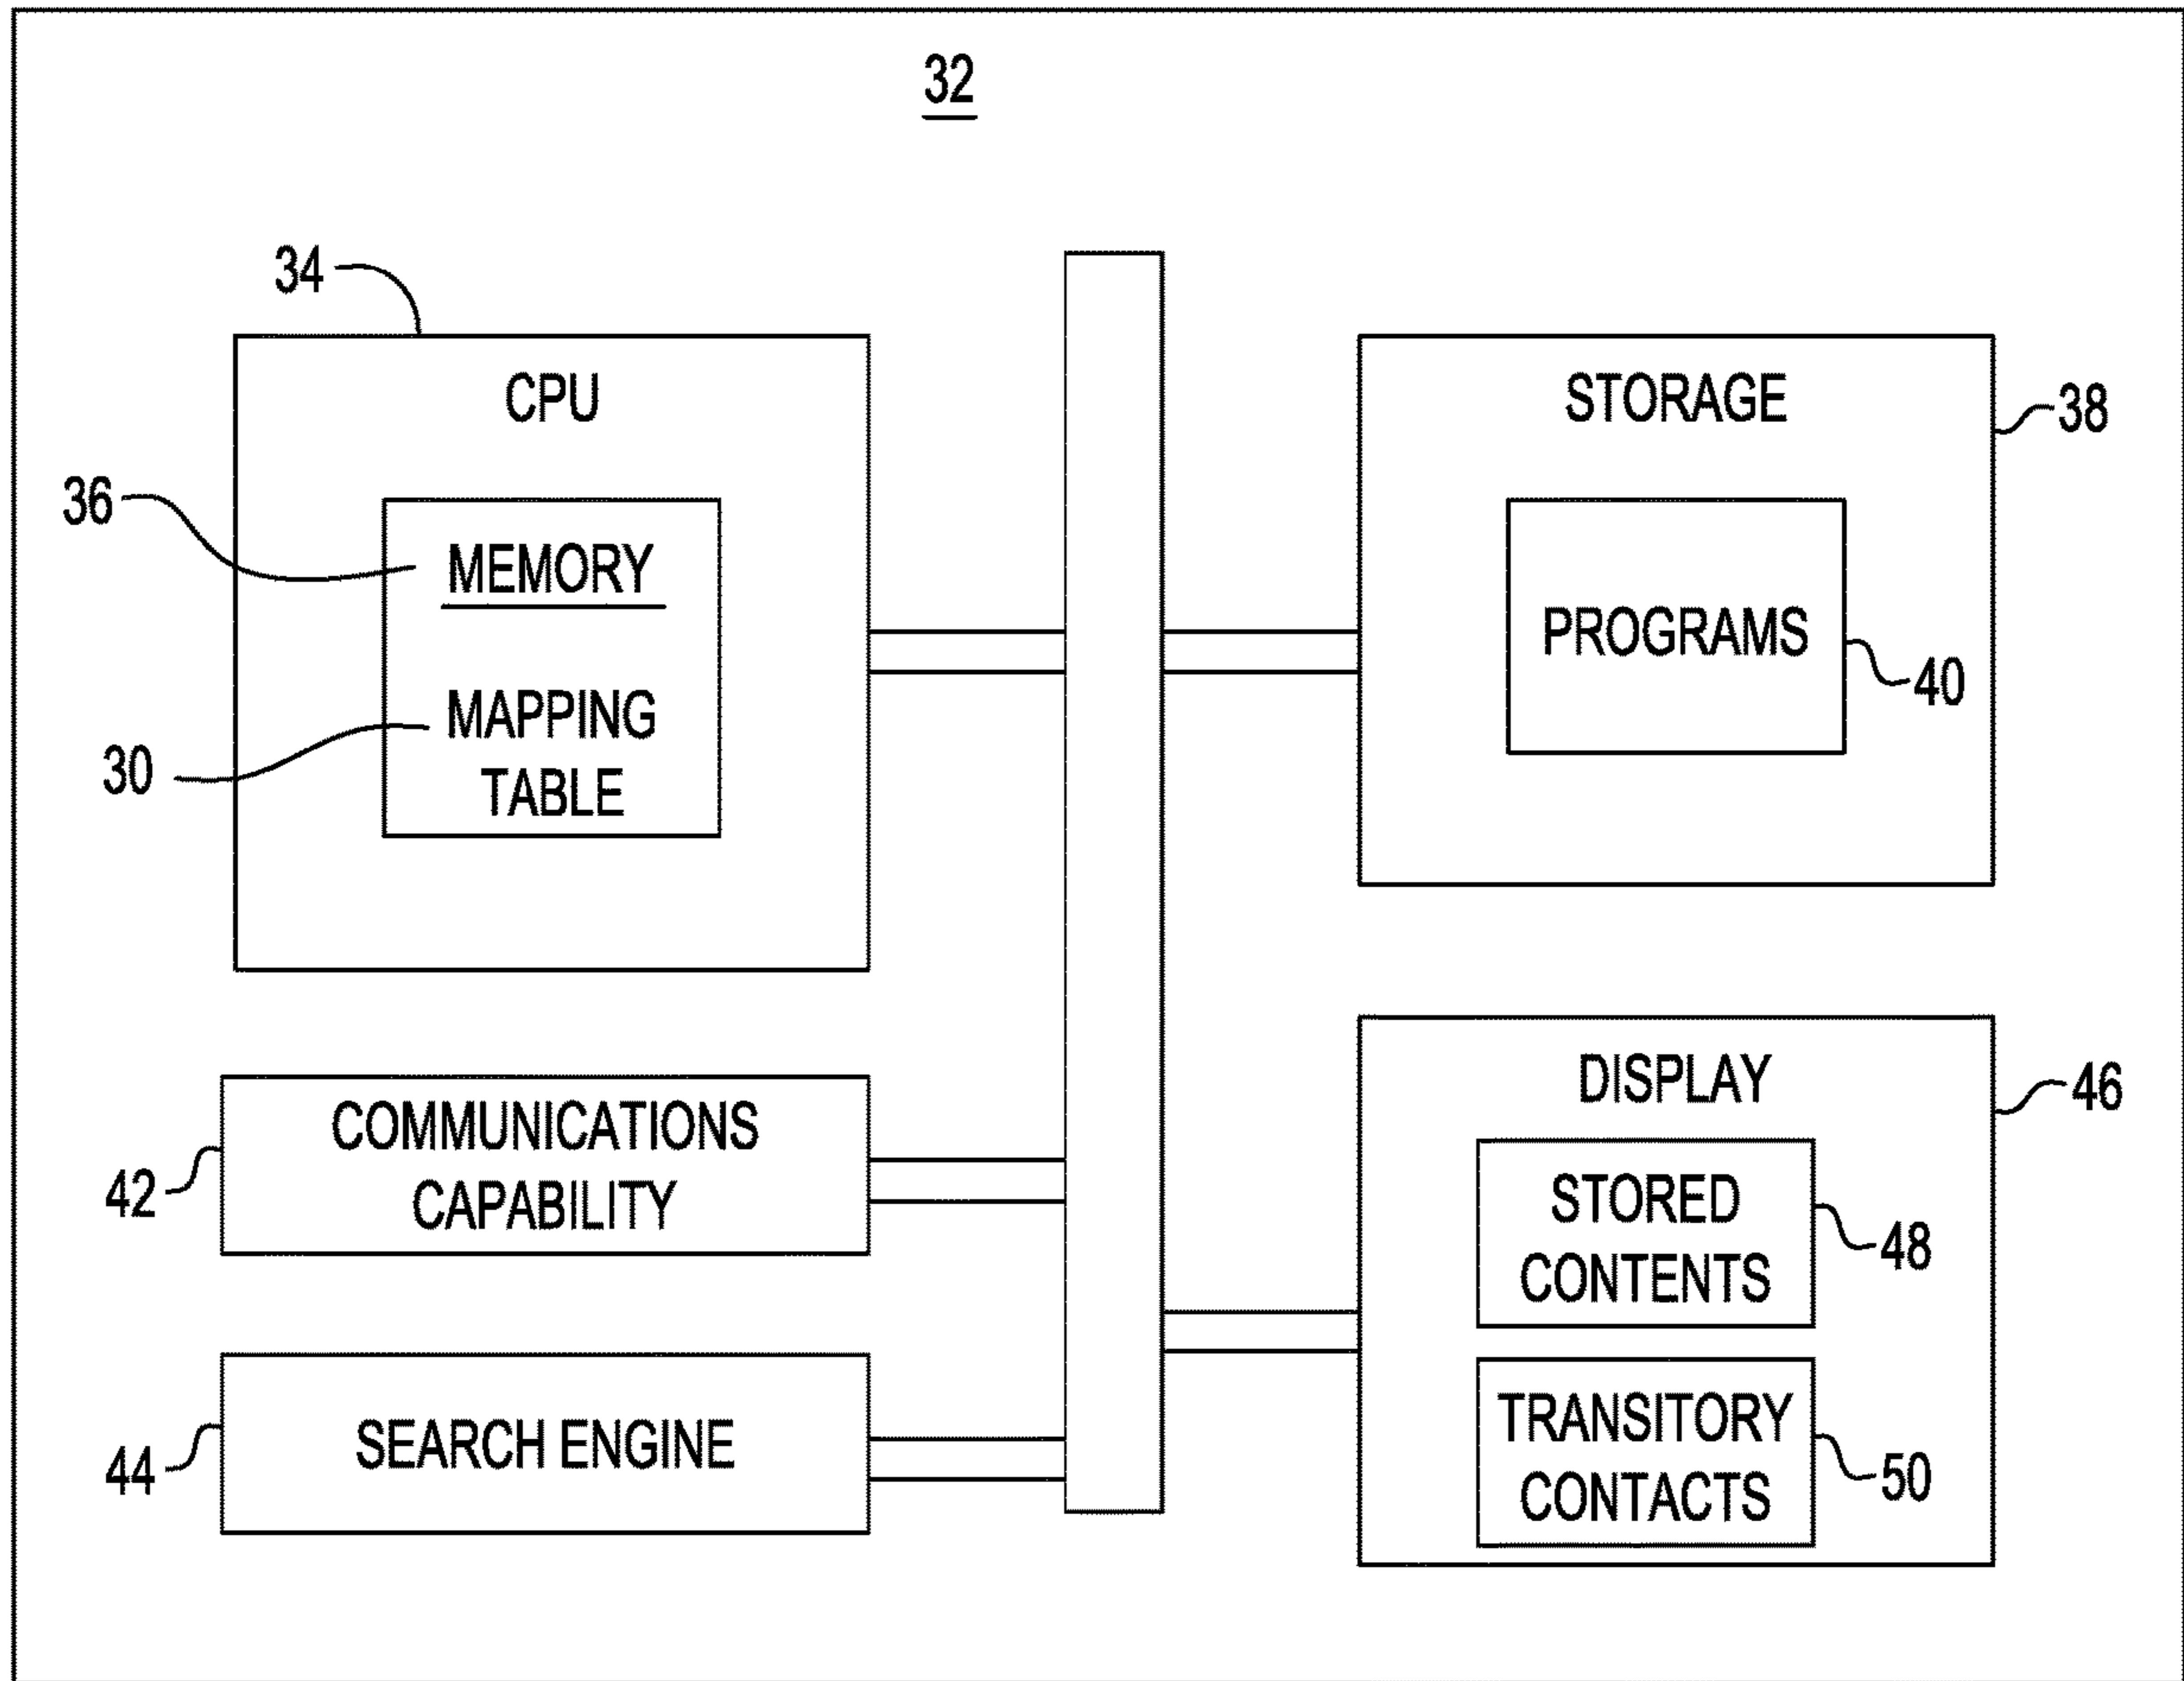 32
34
CPU
36
MEMORY
30
MAPPING
TABLE
STORAGE
38
PROGRAMS
40
42
COMMUNICATIONS
CAPABILITY
44
SEARCH ENGINE
DISPLAY
46
STORED
CONTENTS
48
TRANSITORY
CONTACTS
50